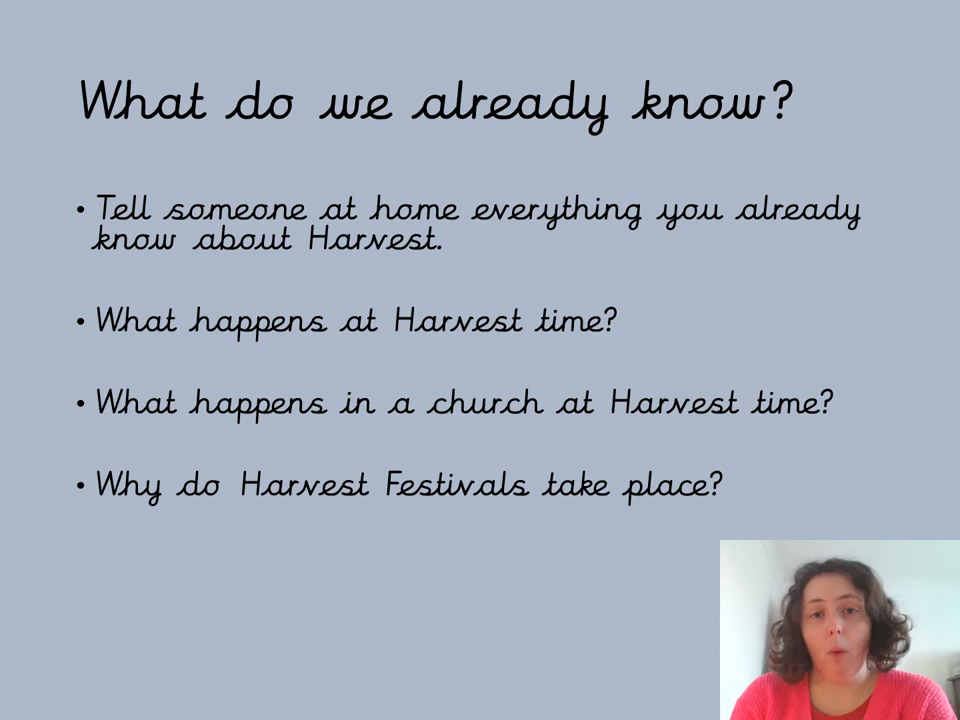 What do we already know?
• Tell someone at home everything you already
know about Harvest.
• What happens at Harvest time?
• What happens in a church at Harvest time?
• Why do Harvest Festivals take place?